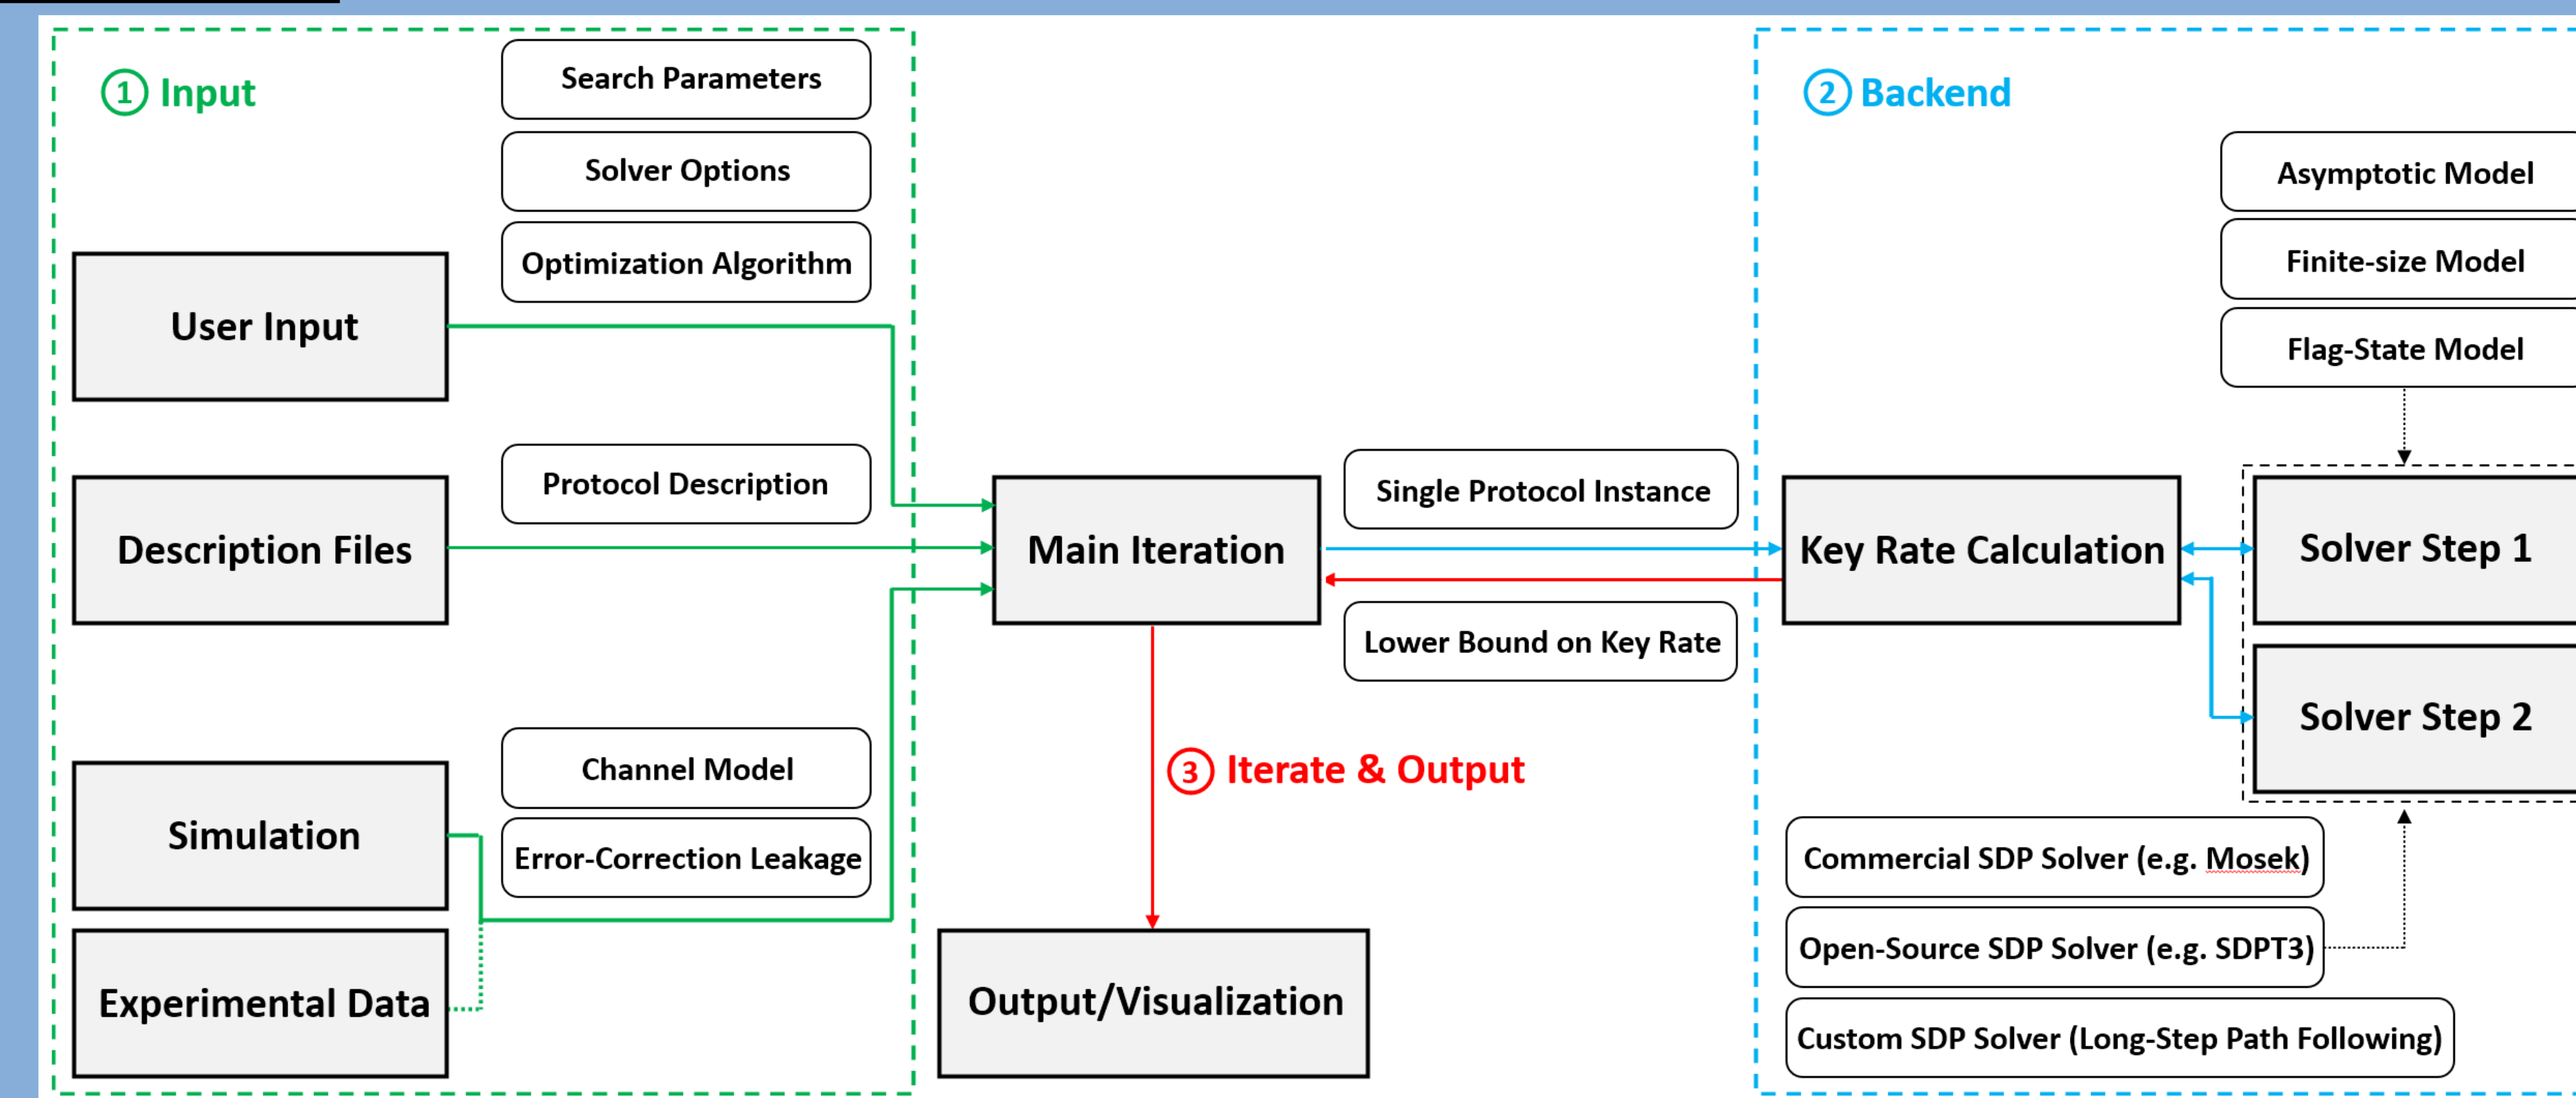 ① Input
Search Parameters
Solver Options
Optimization Algorithm
User Input
Protocol Description
Description Files
Channel Model
Error-Correction Leakage
Simulation
Experimental Data
Main Iteration
Single Protocol Instance
Lower Bound on Key Rate
③ Iterate & Output
Output/Visualization
② Backend
Asymptotic Model
Finite-size Model
Flag-State Model
Key Rate Calculation
Solver Step 1
Solver Step 2
Commercial SDP Solver (e.g. Mosek)
Open-Source SDP Solver (e.g. SDPT3)
Custom SDP Solver (Long-Step Path Following)